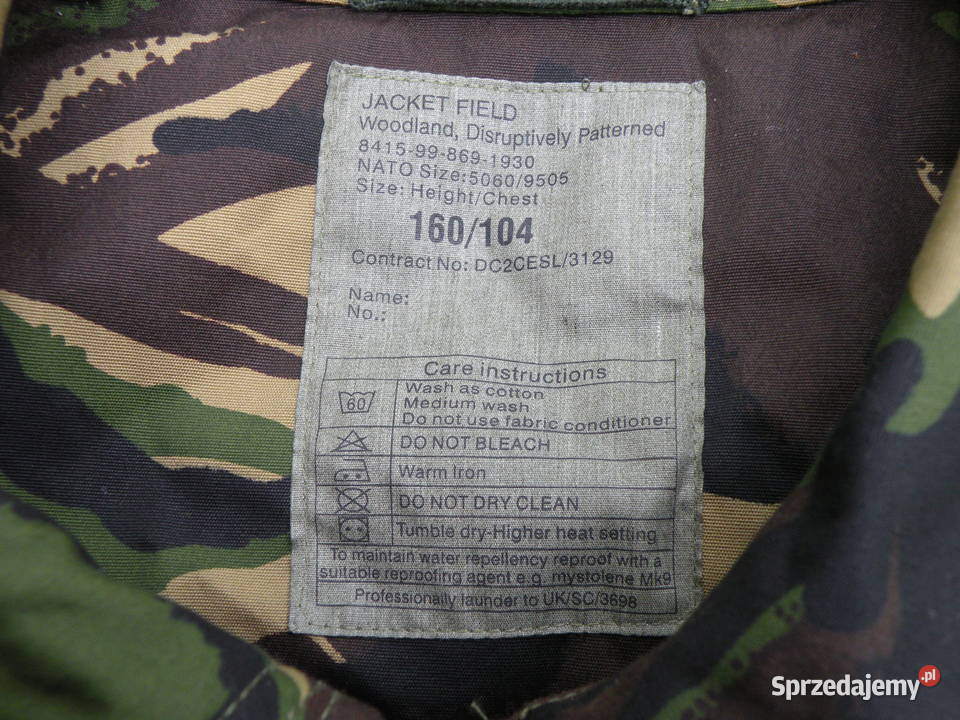 JACKET FIELD
Woodland, Disruptively Patterned
8415-99-869-1930
NATO Size:5060/9505
Size: Height/Chest
160/104
Contract No: DC2CESL/3129
Name:
No.:
Care instructions
60
Wash as cotton
Medium wash
Do not use fabric conditioner
DO NOT BLEACH
Warm Iron
DO NOT DRY CLEAN
Tumble dry-Higher heat setting
To maintain water repellency reproof with a
suitable reproofing agent e.g. mystolene Mk9
Professionally launder to UK/SC/3698
Sprzedajemy.pl